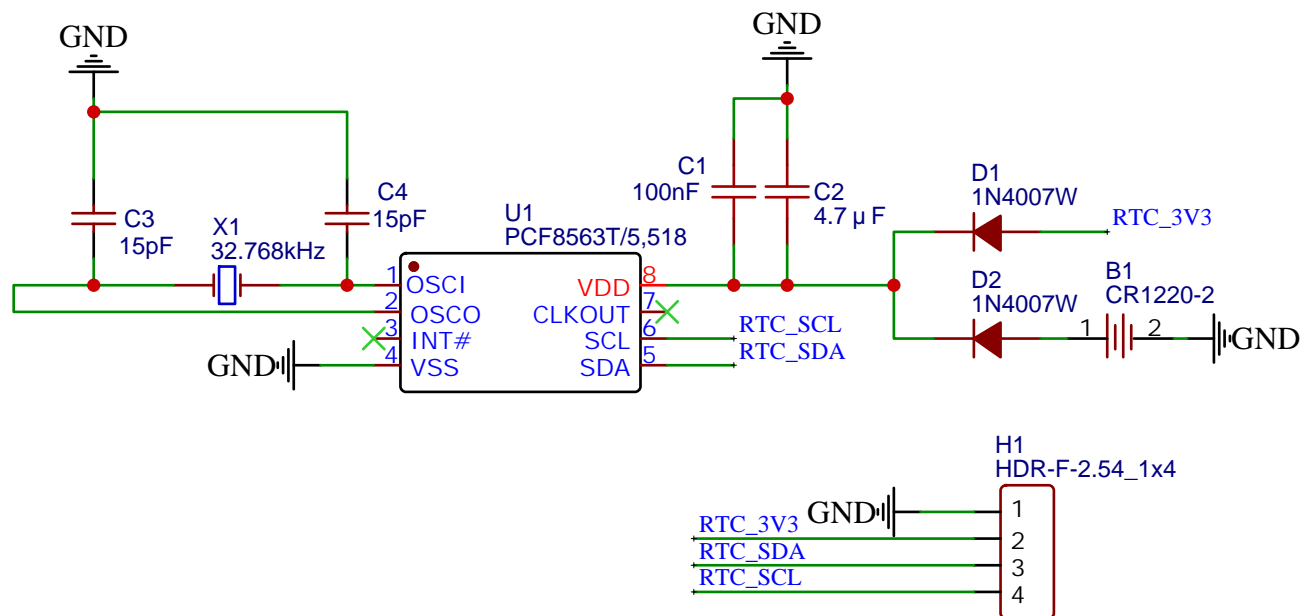 GND
C3
15pF
X1
32.768kHz
C4
15pF
U1
PCF8563T/5,518
1
OSCI
2
OSCO
3
INT#
4
VSS
GND
VDD
8
CLKOUT
7
SCL
6
SDA
5
RTC_SCL
RTC_SDA
GND
C1
100nF
C2
4.7 µ F
D1
1N4007W
RTC_3V3
D2
1N4007W
B1
CR1220-2
1
2
GND
H1
HDR-F-2.54_1x4
GND
1
RTC_3V3
2
RTC_SDA
3
RTC_SCL
4